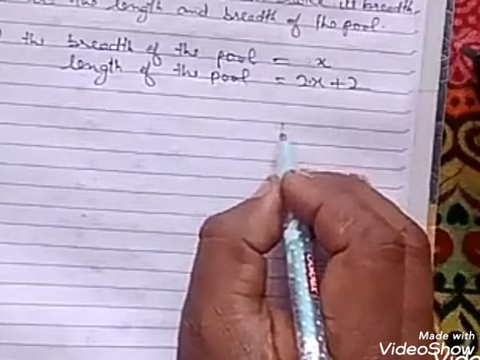 the length and breadth of the pool.
the breadth of the pool = x
length of the pool = 2x+2
Made with
VideoShow